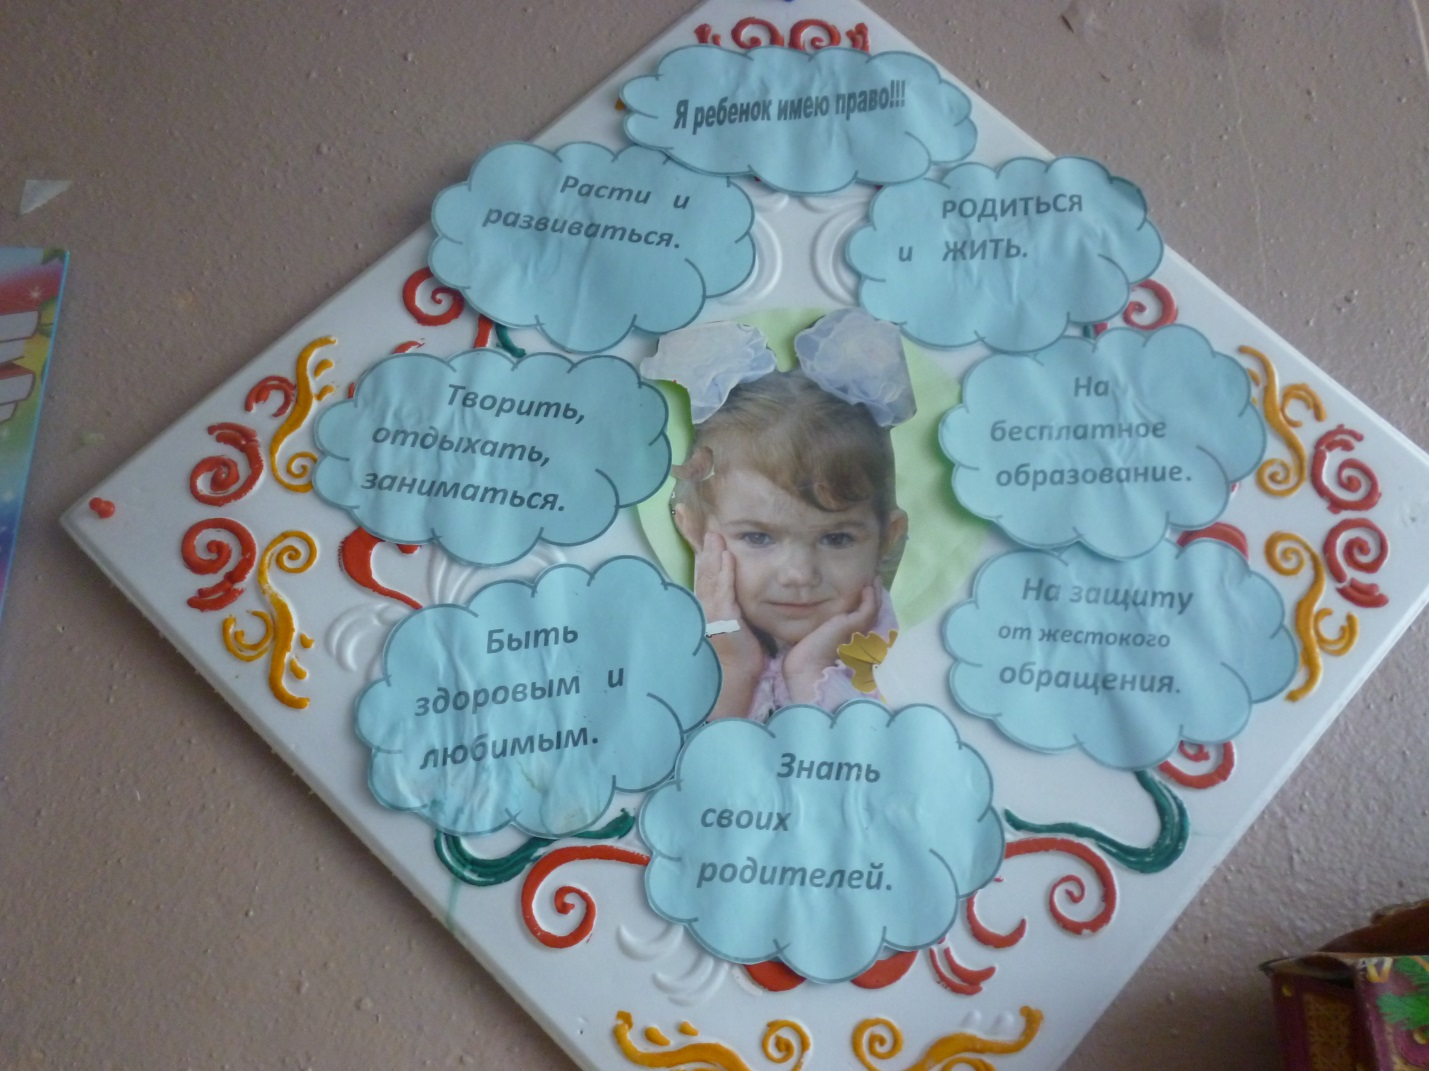 Я ребенок имею право!!!
РОДИТЬСЯ
и ЖИТЬ.
На
бесплатное
образование.
На защиту
от жестокого
обращения.
Знать
своих
родителей.
Быть
здоровым и
любимым.
Творить,
отдыхать,
заниматься.
Расти и
развиваться.